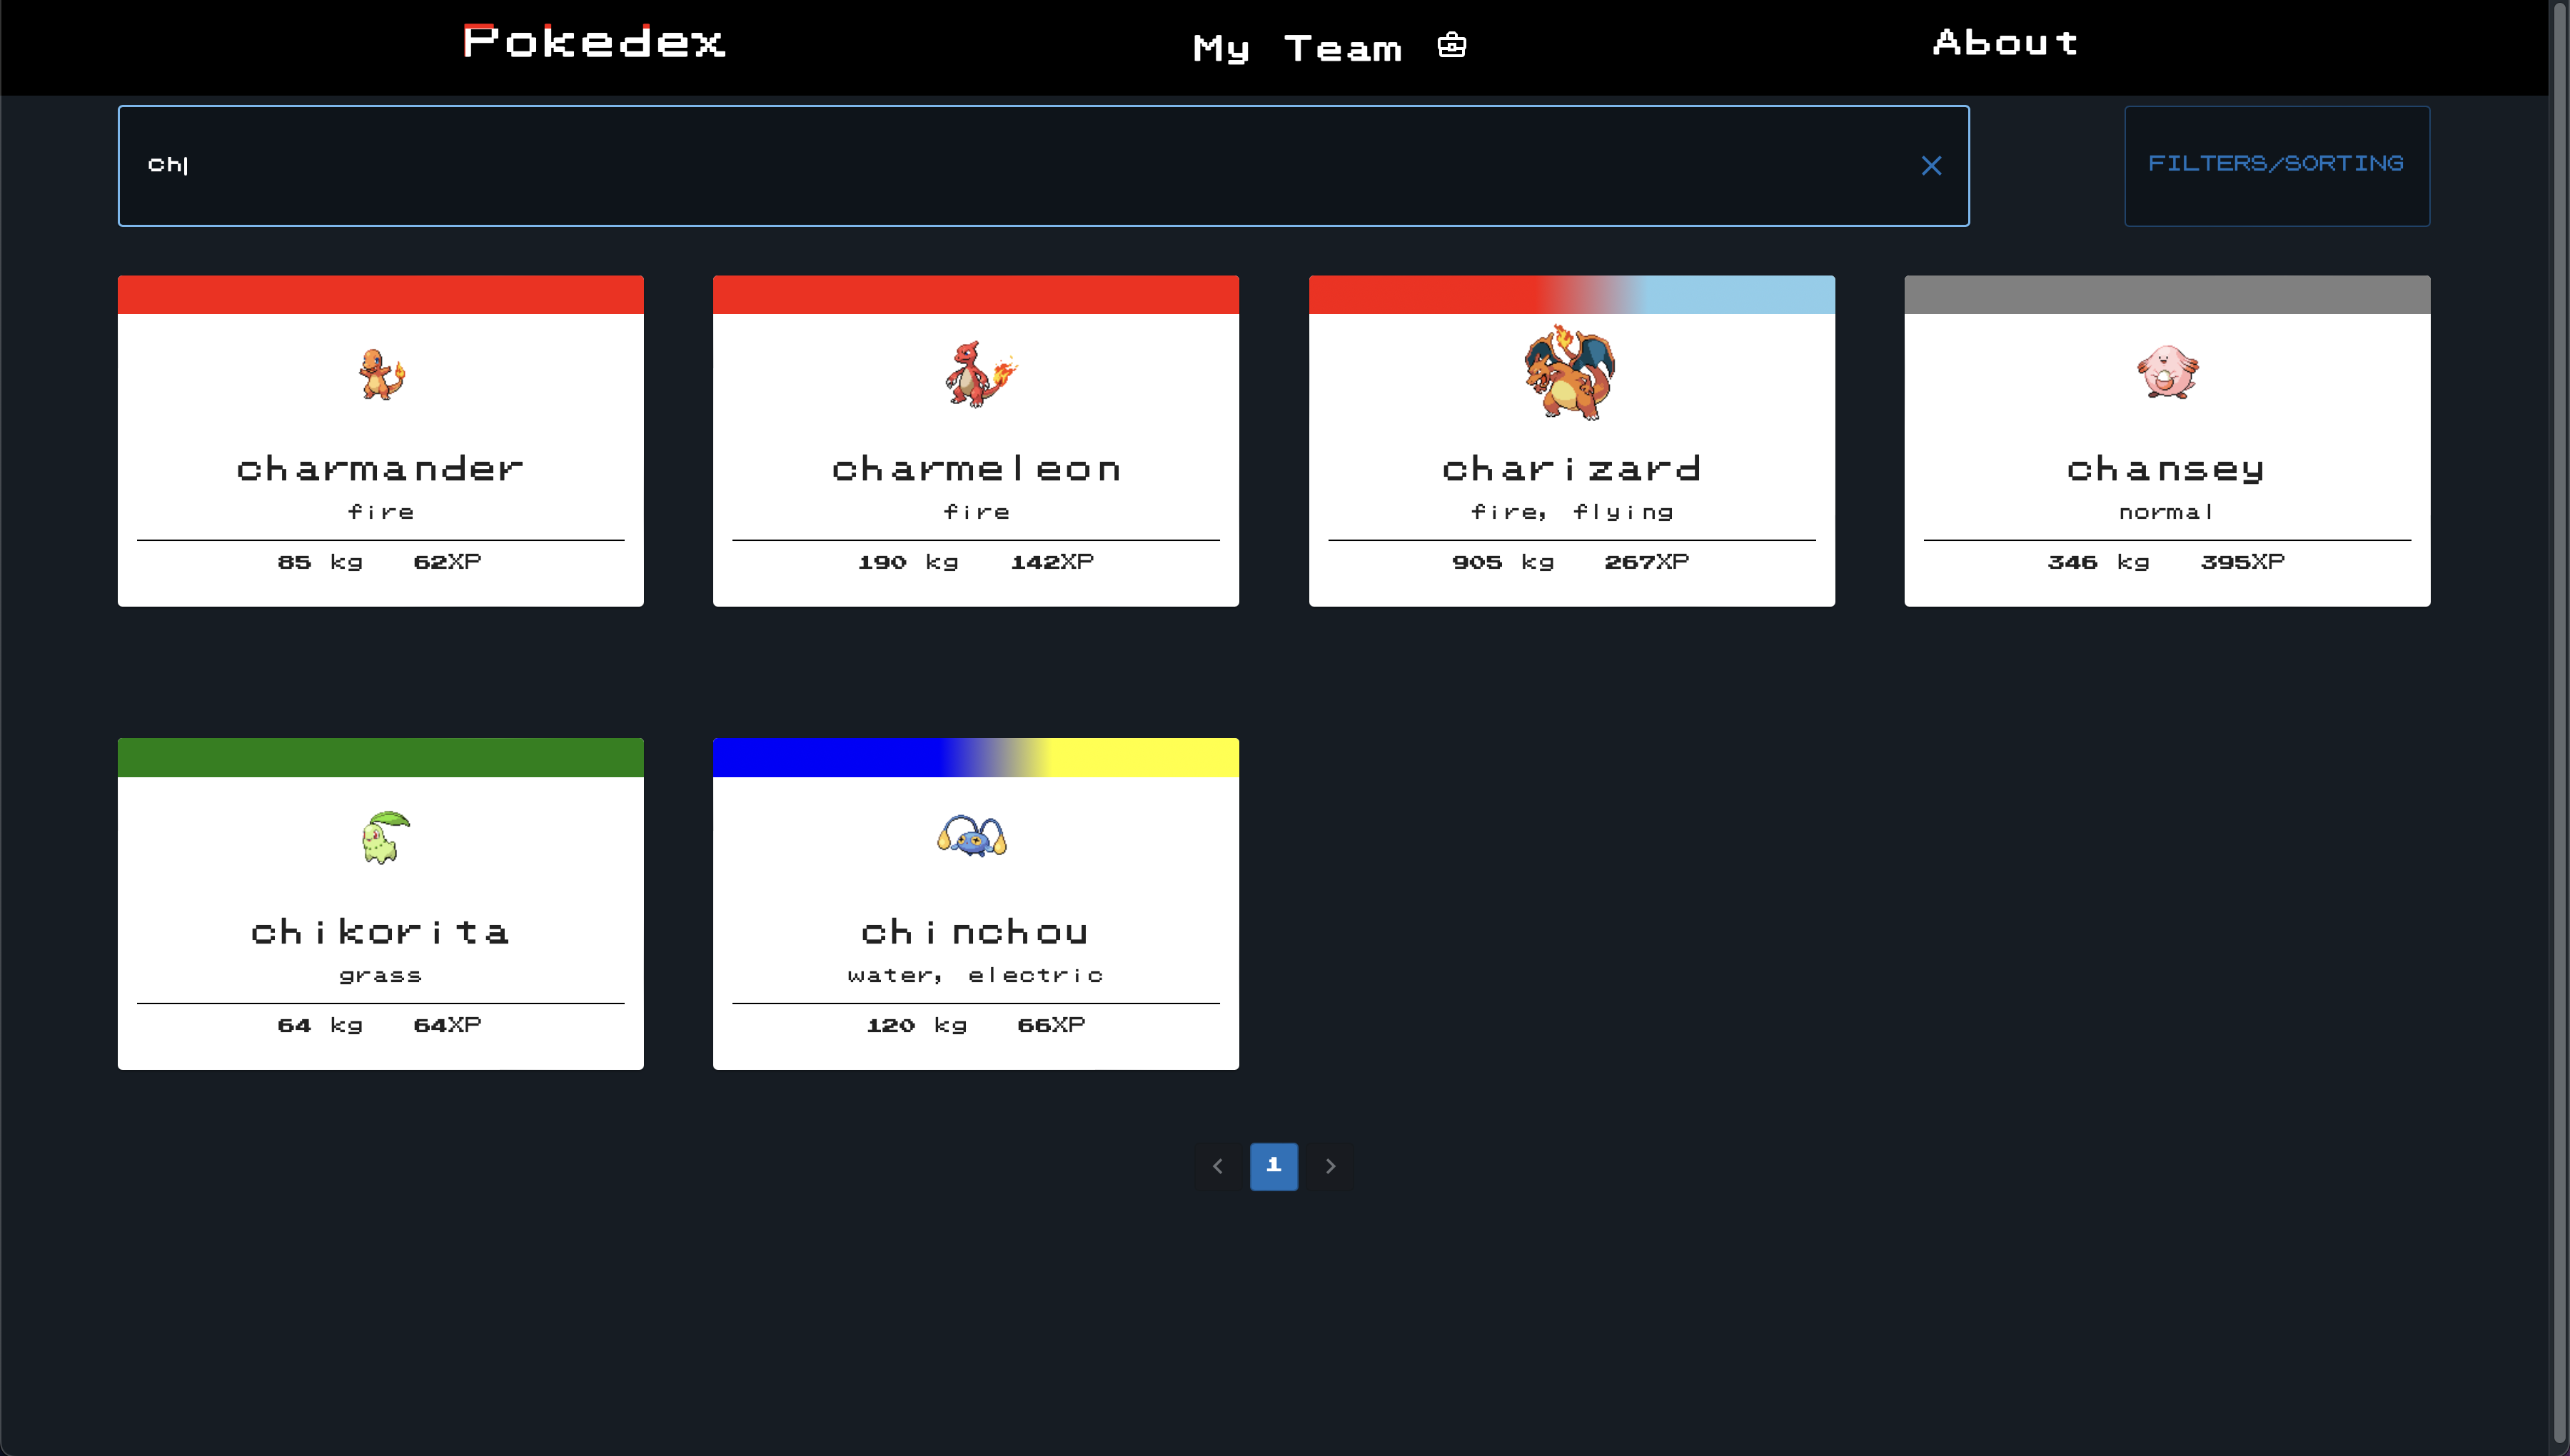 Pokedex
My Team
About
ch
FILTERS/SORTING
charmander
fire
85 kg 62XP
charmeleon
fire
190 kg 142XP
charizard
fire, flying
905 kg 267XP
chansey
normal
346 kg 395XP
chikorita
grass
64 kg 64XP
chinchou
water, electric
120 kg 66XP
1